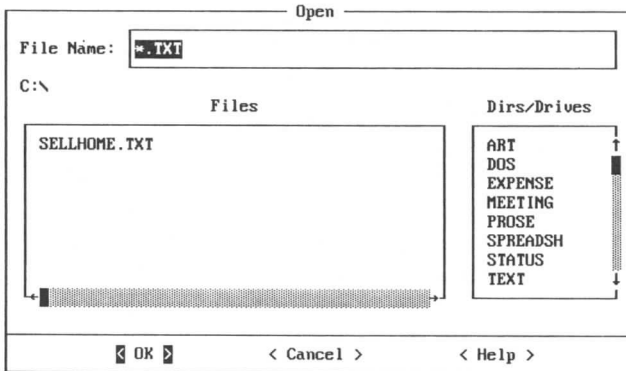 Open
File Name: *.TXT
C:\
Files
Dirs/Drives
SELLHOME.TXT
ART
DOS
EXPENSE
MEETING
PROSE
SPREADSH
STATUS
TEXT
< OK > < Cancel > < Help >